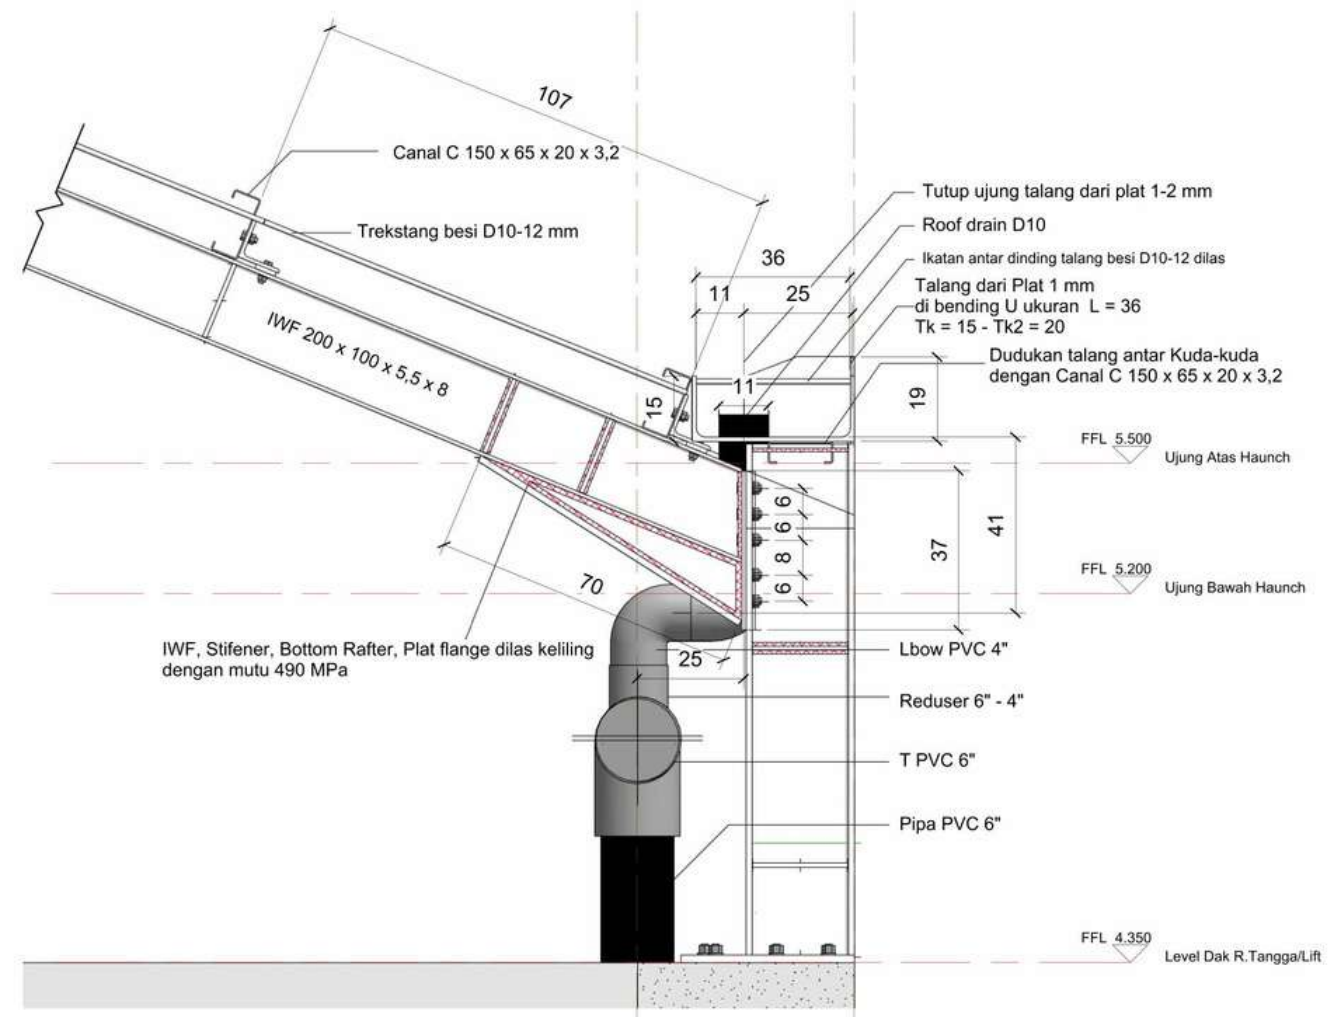 107
Canal C 150 x 65 x 20 x 3,2
Trekstang besi D10-12 mm
IWF 200 x 100 x 5,5 x 8
Tutup ujung talang dari plat 1-2 mm
Roof drain D10
Ikatan antar dinding talang besi D10-12 dilas
Talang dari Plat 1 mm
di bending U ukuran L = 36
Tk = 15 - Tk2 = 20
Dudukan talang antar Kuda-kuda
dengan Canal C 150 x 65 x 20 x 3,2
36
11
25
11
15
19
FFL 5.500
Ujung Atas Haunch
6
6
8
6
37
41
FFL 5.200
Ujung Bawah Haunch
70
IWF, Stifener, Bottom Rafter, Plat flange dilas keliling
dengan mutu 490 MPa
25
Lbow PVC 4"
Reduser 6" - 4"
T PVC 6"
Pipa PVC 6"
FFL 4.350
Level Dak R.Tangga/Lift